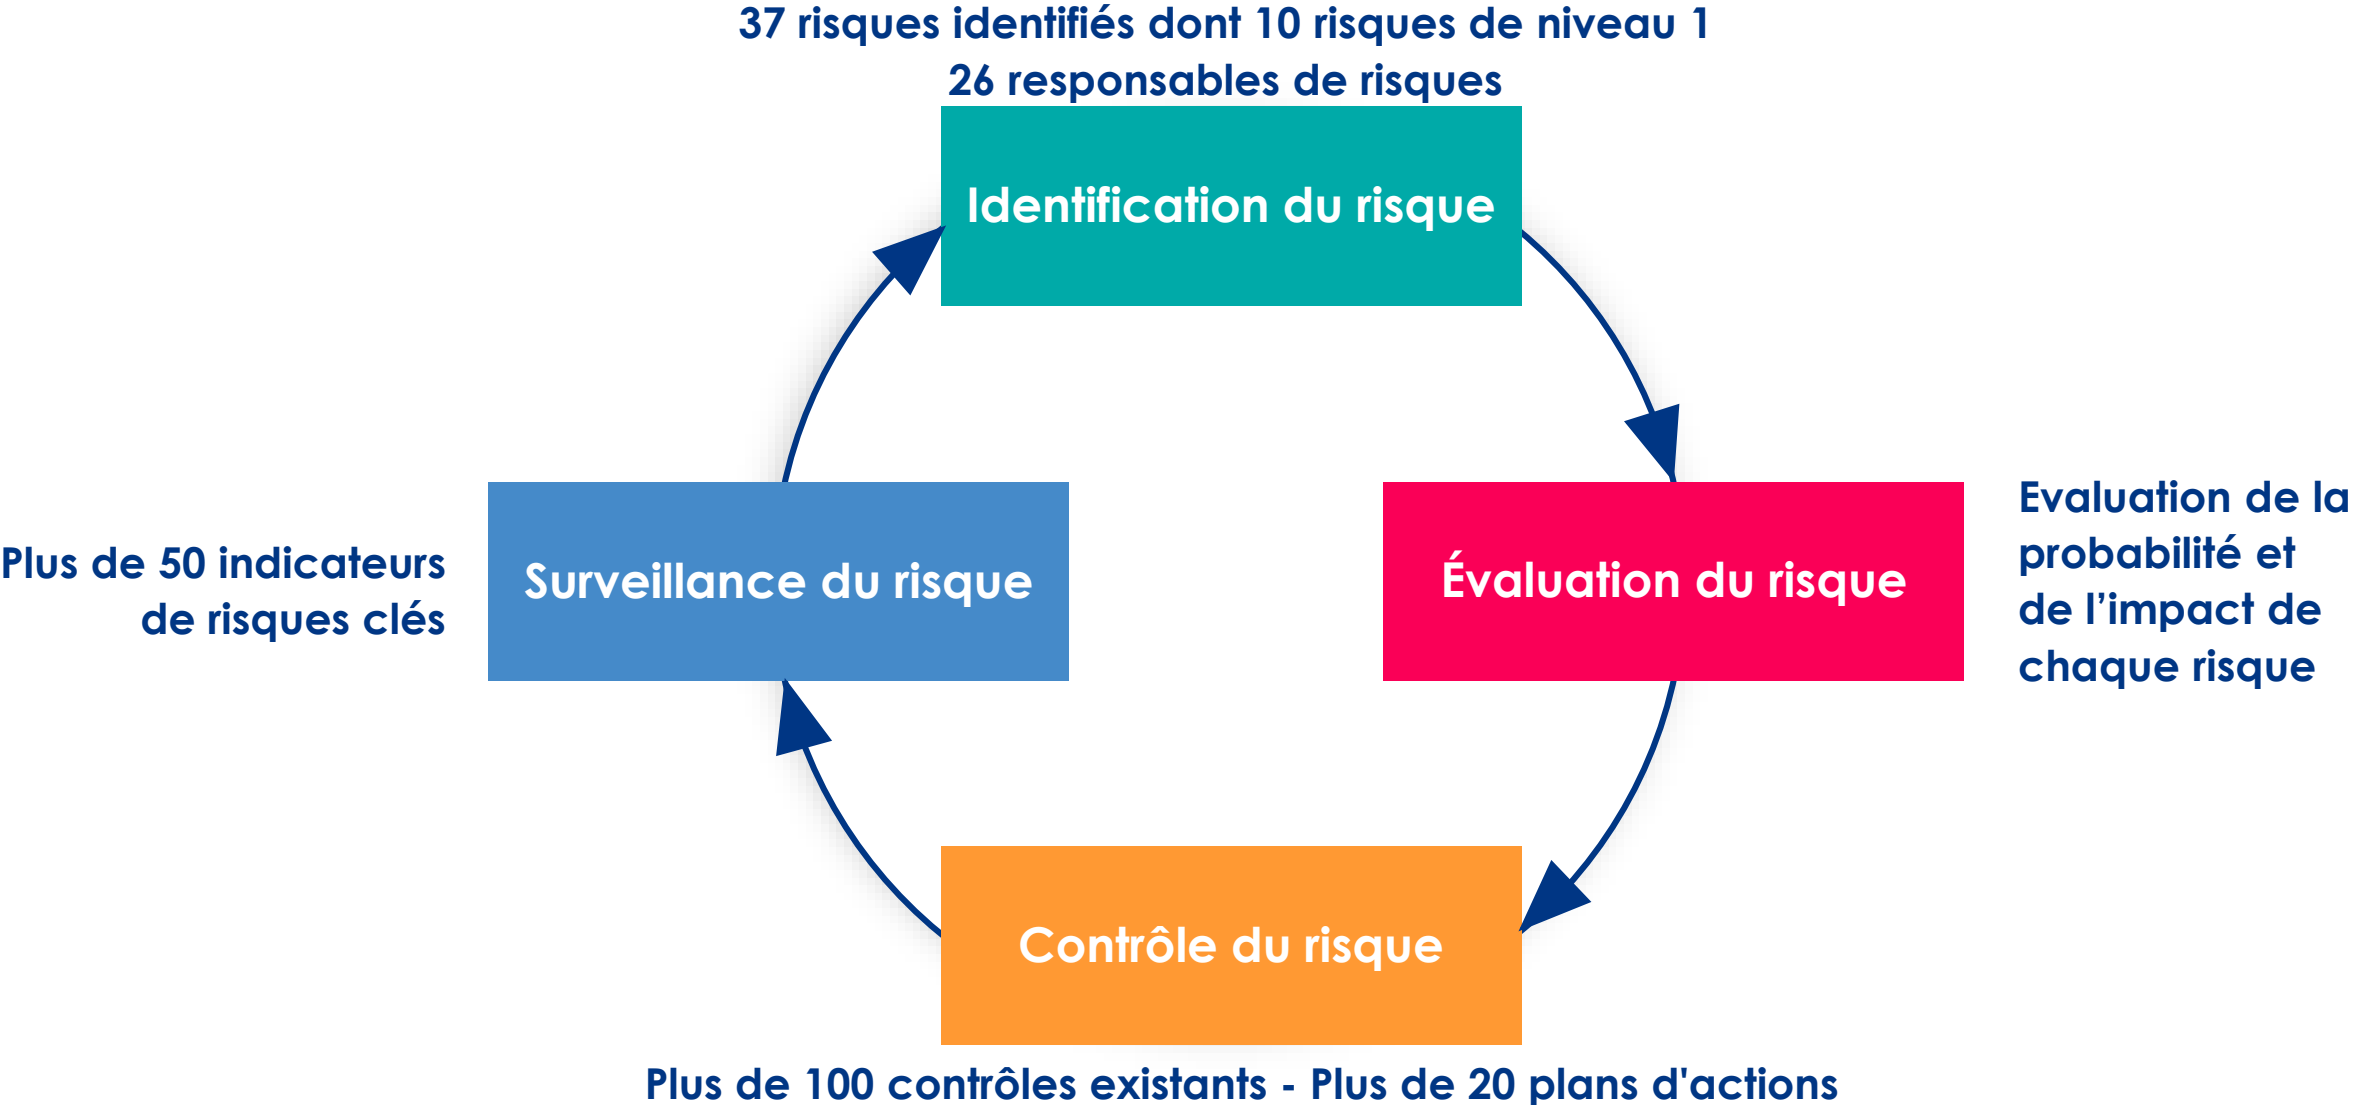 37 risques identifiés dont 10 risques de niveau 1
26 responsables de risques
Identification du risque
Plus de 50 indicateurs
de risques clés
Surveillance du risque
Évaluation du risque
Evaluation de la
probabilité et
de l’impact de
chaque risque
Contrôle du risque
Plus de 100 contrôles existants - Plus de 20 plans d'actions